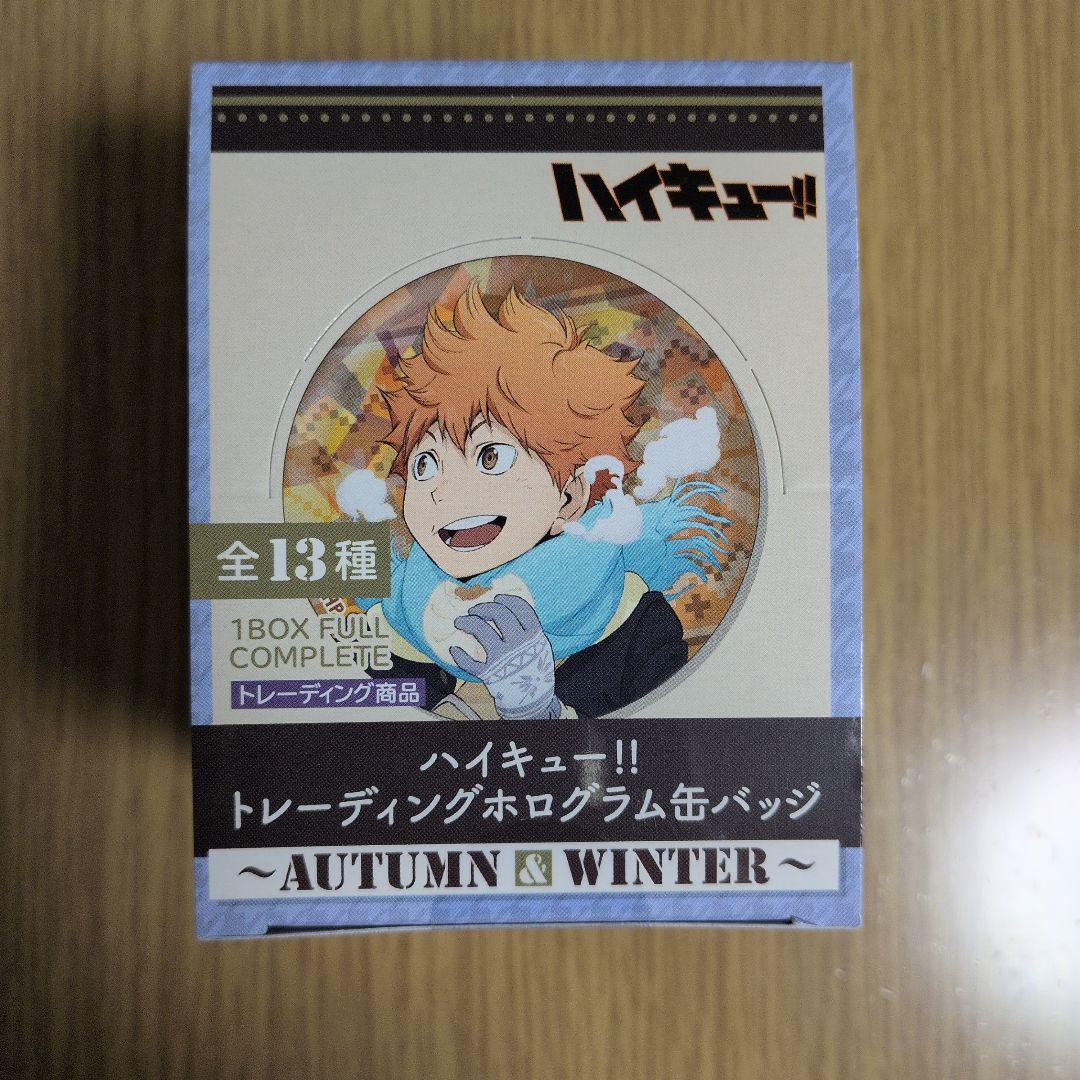 ハイキュー!!
全13種
1BOX FULL
COMPLETE
トレーディング商品
ハイキュー!!
トレーディングホログラム缶バッジ
～AUTUMN & WINTER～